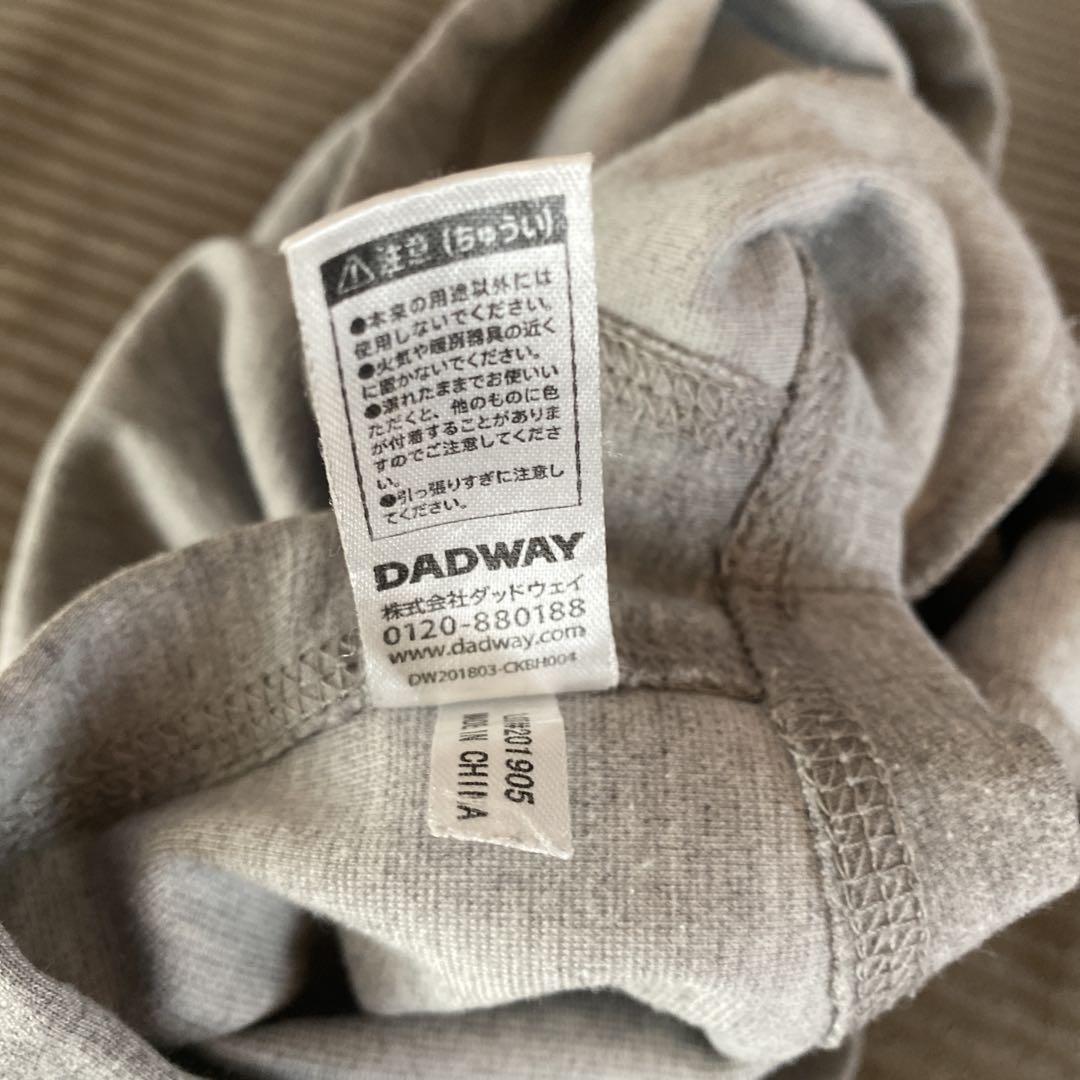 ⚠注意（ちゅうい）
●本来の用途以外には
使用しないでください。
●火気や暖房器具の近く
に置かないでください。
●濡れたままでお使いい
ただくと、他のものに色
が付着することがありま
すのでご注意してくださ
い。
●引っ張りすぎに注意し
てください。
DADWAY
株式会社ダッドウェイ
0120-880188
www.dadway.com
DW201803-CKBH004
LOT#201905
MADE IN CHINA